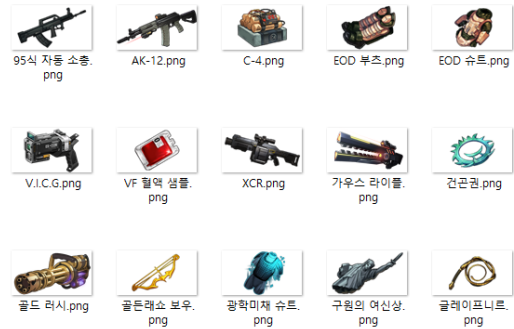 95식 자동 소총.
png
AK-12.png
C-4.png
EOD 부츠.png
EOD 슈트.png
V.I.C.G.png
VF 혈액 샘플.
png
XCR.png
가우스 라이플.
png
건곤권.png
골드 러시.png
골든래쇼 보우.
png
광학미채 슈트.
png
구원의 여신상.
png
글레이프니르.
png